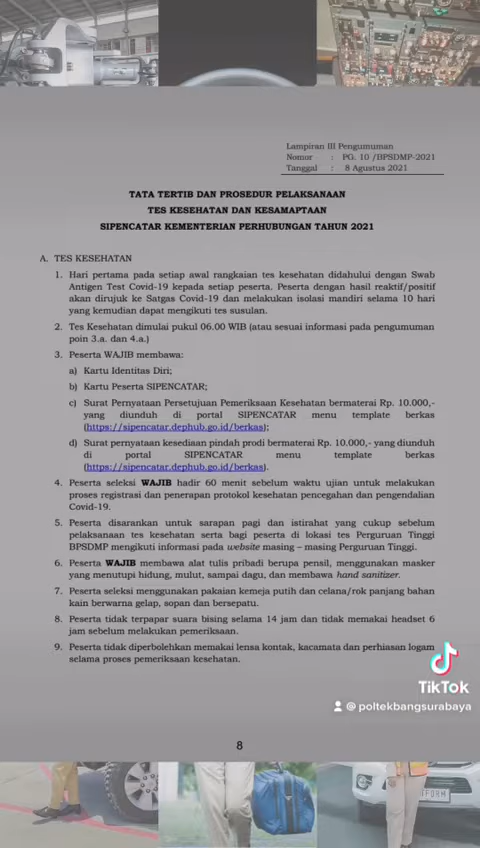 Lampiran III Pengumuman
Nomor : PG. 10 /BPSDMP-2021
Tanggal : 8 Agustus 2021
TATA TERTIB DAN PROSEDUR PELAKSANAAN
TES KESEHATAN DAN KESAMAPTAAN
SIPENCATAR KEMENTERIAN PERHUBUNGAN TAHUN 2021
A. TES KESEHATAN
1. Hari pertama pada setiap awal rangkaian tes kesehatan didahului dengan Swab
Antigen Test Covid-19 kepada setiap peserta. Peserta dengan hasil reaktif/positif
akan dirujuk ke Satgas Covid-19 dan melakukan isolasi mandiri selama 10 hari
yang kemudian dapat mengikuti tes susulan.
2. Tes Kesehatan dimulai pukul 06.00 WIB (atau sesuai informasi pada pengumuman
poin 3.a. dan 4.a.)
3. Peserta WAJIB membawa:
a) Kartu Identitas Diri;
b) Kartu Peserta SIPENCATAR;
c) Surat Pernyataan Persetujuan Pemeriksaan Kesehatan bermaterai Rp. 10.000,-
yang diunduh di portal SIPENCATAR menu template berkas
(https://sipencatar.dephub.go.id/berkas);
d) Surat pernyataan kesediaan pindah prodi bermaterai Rp. 10.000,- yang diunduh
di portal SIPENCATAR menu template berkas
(https://sipencatar.dephub.go.id/berkas).
4. Peserta seleksi WAJIB hadir 60 menit sebelum waktu ujian untuk melakukan
proses registrasi dan penerapan protokol kesehatan pencegahan dan pengendalian
Covid-19.
5. Peserta disarankan untuk sarapan pagi dan istirahat yang cukup sebelum
pelaksanaan tes kesehatan serta bagi peserta di lokasi tes Perguruan Tinggi
BPSDMP mengikuti informasi pada website masing – masing Perguruan Tinggi.
6. Peserta WAJIB membawa alat tulis pribadi berupa pensil, menggunakan masker
yang menutupi hidung, mulut, sampai dagu, dan membawa hand sanitizer.
7. Peserta seleksi menggunakan pakaian kemeja putih dan celana/rok panjang bahan
kain berwarna gelap, sopan dan bersepatu.
8. Peserta tidak terpapar suara bising selama 14 jam dan tidak memakai headset 6
jam sebelum melakukan pemeriksaan.
9. Peserta tidak diperbolehkan memakai lensa kontak, kacamata dan perhiasan logam
selama proses pemeriksaan kesehatan.
TikTok
@ poltekbangsurabaya
8